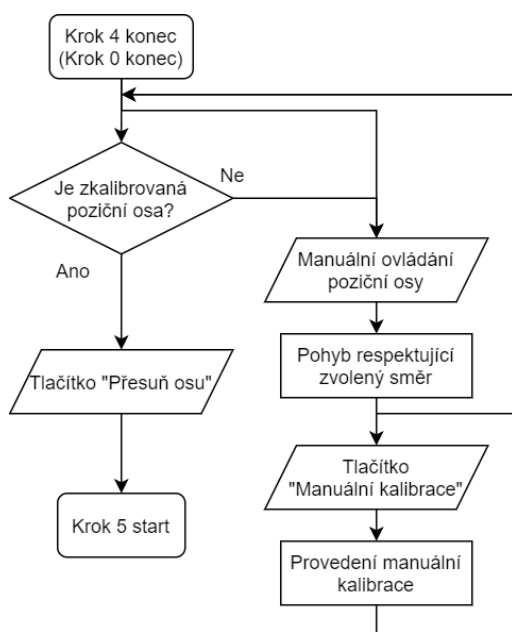 Krok 4 konec
(Krok 0 konec)
Je zkalibrovaná
poziční osa?
Ne
Ano
Manuální ovládání
poziční osy
Pohyb respektující
zvolený směr
Tlačítko "Přesuň osu"
Tlačítko
"Manuální kalibrace"
Krok 5 start
Provedení manuální
kalibrace